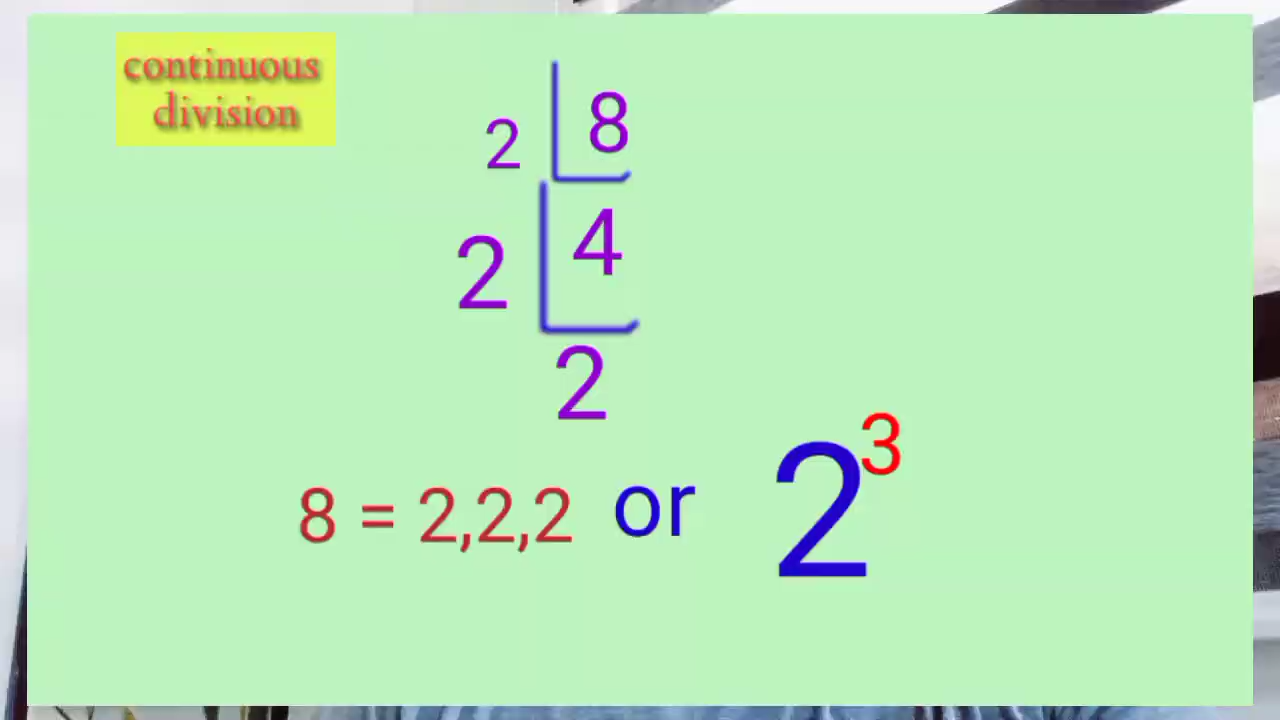 continuous
division
2 8
2 4
2
8 = 2,2,2 or 2³